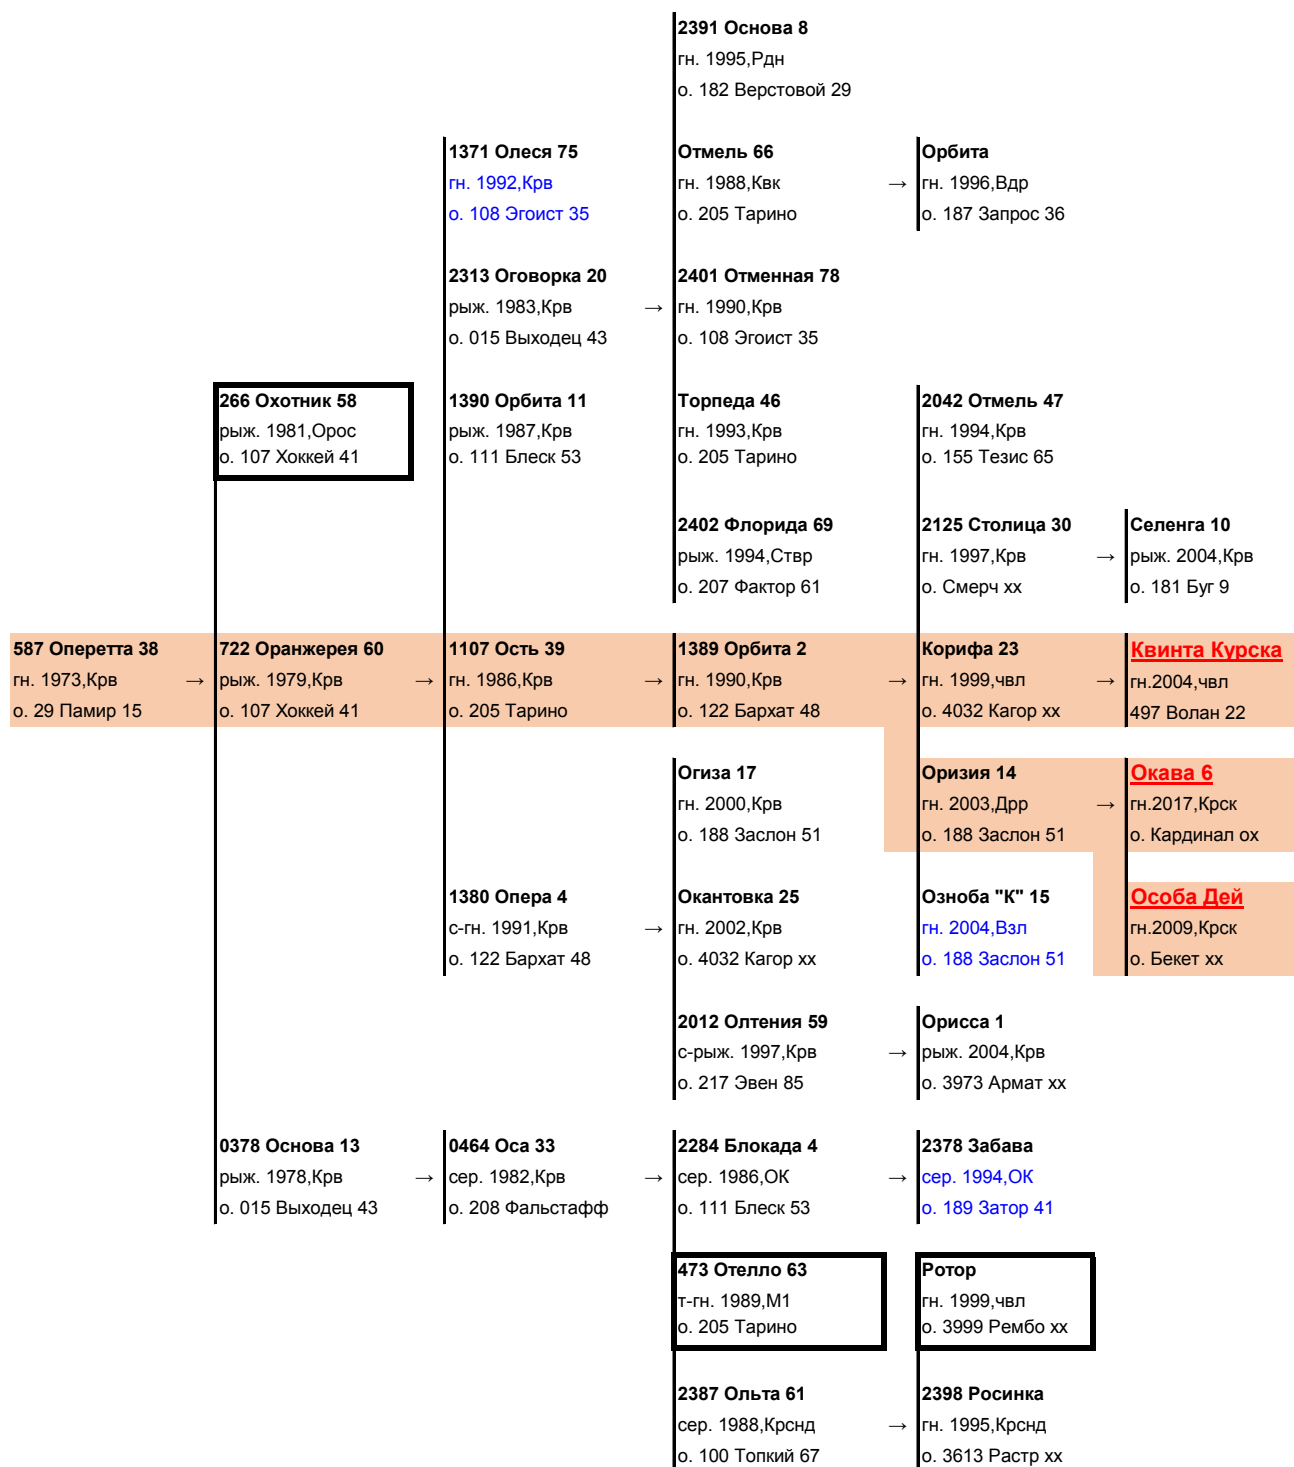 2391 Основа 8
гн. 1995,Рдн
о. 182 Верстовой 29
1371 Олеся 75
гн. 1992,Крв
о. 108 Эгоист 35
Отмель 66
гн. 1988,Квк
о. 205 Тарино
→
Орбита
гн. 1996,Вдр
о. 187 Запрос 36
2313 Оговорка 20
рыж. 1983,Крв
о. 015 Выходец 43
→
2401 Отменная 78
гн. 1990,Крв
о. 108 Эгоист 35
266 Охотник 58
рыж. 1981,Орос
о. 107 Хоккей 41
1390 Орбита 11
рыж. 1987,Крв
о. 111 Блеск 53
Торпеда 46
гн. 1993,Крв
о. 205 Тарино
2042 Отмель 47
гн. 1994,Крв
о. 155 Тезис 65
2402 Флорида 69
рыж. 1994,Ствр
о. 207 Фактор 61
2125 Столица 30
гн. 1997,Крв
о. Смерч хх
→
Селенга 10
рыж. 2004,Крв
о. 181 Буг 9
587 Оперетта 38
гн. 1973,Крв
о. 29 Памир 15
→
722 Оранжерея 60
рыж. 1979,Крв
о. 107 Хоккей 41
→
1107 Ость 39
гн. 1986,Крв
о. 205 Тарино
→
1389 Орбита 2
гн. 1990,Крв
о. 122 Бархат 48
→
Корифа 23
гн. 1999,чвл
о. 4032 Кагор хх
→
Квинта Курска
гн.2004,чвл
497 Волан 22
Огиза 17
гн. 2000,Крв
о. 188 Заслон 51
Оризия 14
гн. 2003,Дрр
о. 188 Заслон 51
→
Окава 6
гн.2017,Крск
о. Кардинал ох
1380 Опера 4
с-гн. 1991,Крв
о. 122 Бархат 48
→
Окантовка 25
гн. 2002,Крв
о. 4032 Кагор хх
Озноба "К" 15
гн. 2004,Взл
о. 188 Заслон 51
Особа Дей
гн.2009,Крск
о. Бекет хх
2012 Олтения 59
с-рыж. 1997,Крв
о. 217 Эвен 85
→
Орисса 1
рыж. 2004,Крв
о. 3973 Армат хх
0378 Основа 13
рыж. 1978,Крв
о. 015 Выходец 43
→
0464 Оса 33
сер. 1982,Крв
о. 208 Фальстафф
→
2284 Блокада 4
сер. 1986,ОК
о. 111 Блеск 53
→
2378 Забава
сер. 1994,ОК
о. 189 Затор 41
473 Отелло 63
т-гн. 1989,М1
о. 205 Тарино
Ротор
гн. 1999,чвл
о. 3999 Рембо хх
2387 Ольта 61
сер. 1988,Крснд
о. 100 Топкий 67
→
2398 Росинка
гн. 1995,Крснд
о. 3613 Растр хх